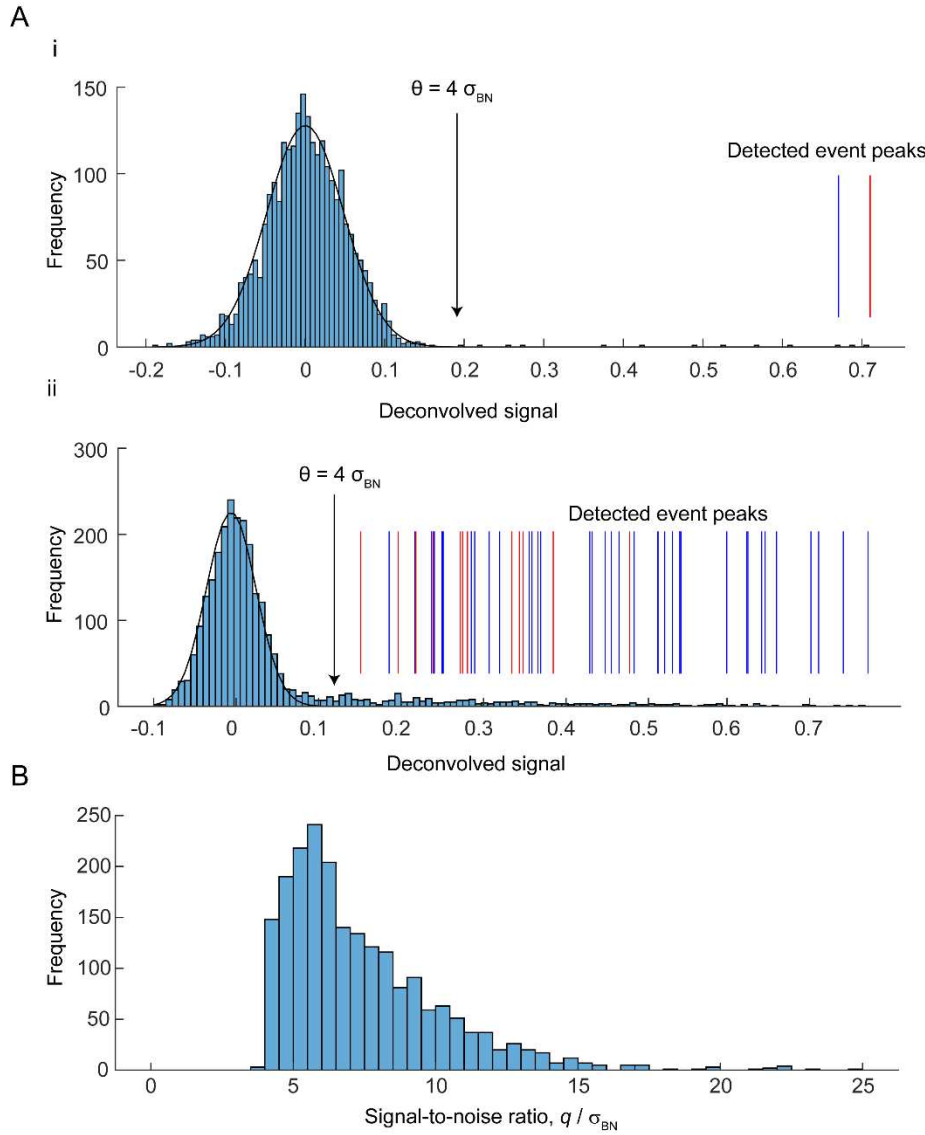 A
i
150
100
50
0
Frequency
θ = 4 σBN
Detected event peaks
-0.2 -0.1 0 0.1 0.2 0.3 0.4 0.5 0.6 0.7
Deconvolved signal
ii
300
200
100
0
Frequency
θ = 4 σBN
Detected event peaks
-0.1 0 0.1 0.2 0.3 0.4 0.5 0.6 0.7
Deconvolved signal
B
250
200
150
100
50
0
Frequency
0 5 10 15 20 25
Signal-to-noise ratio, q / σBN